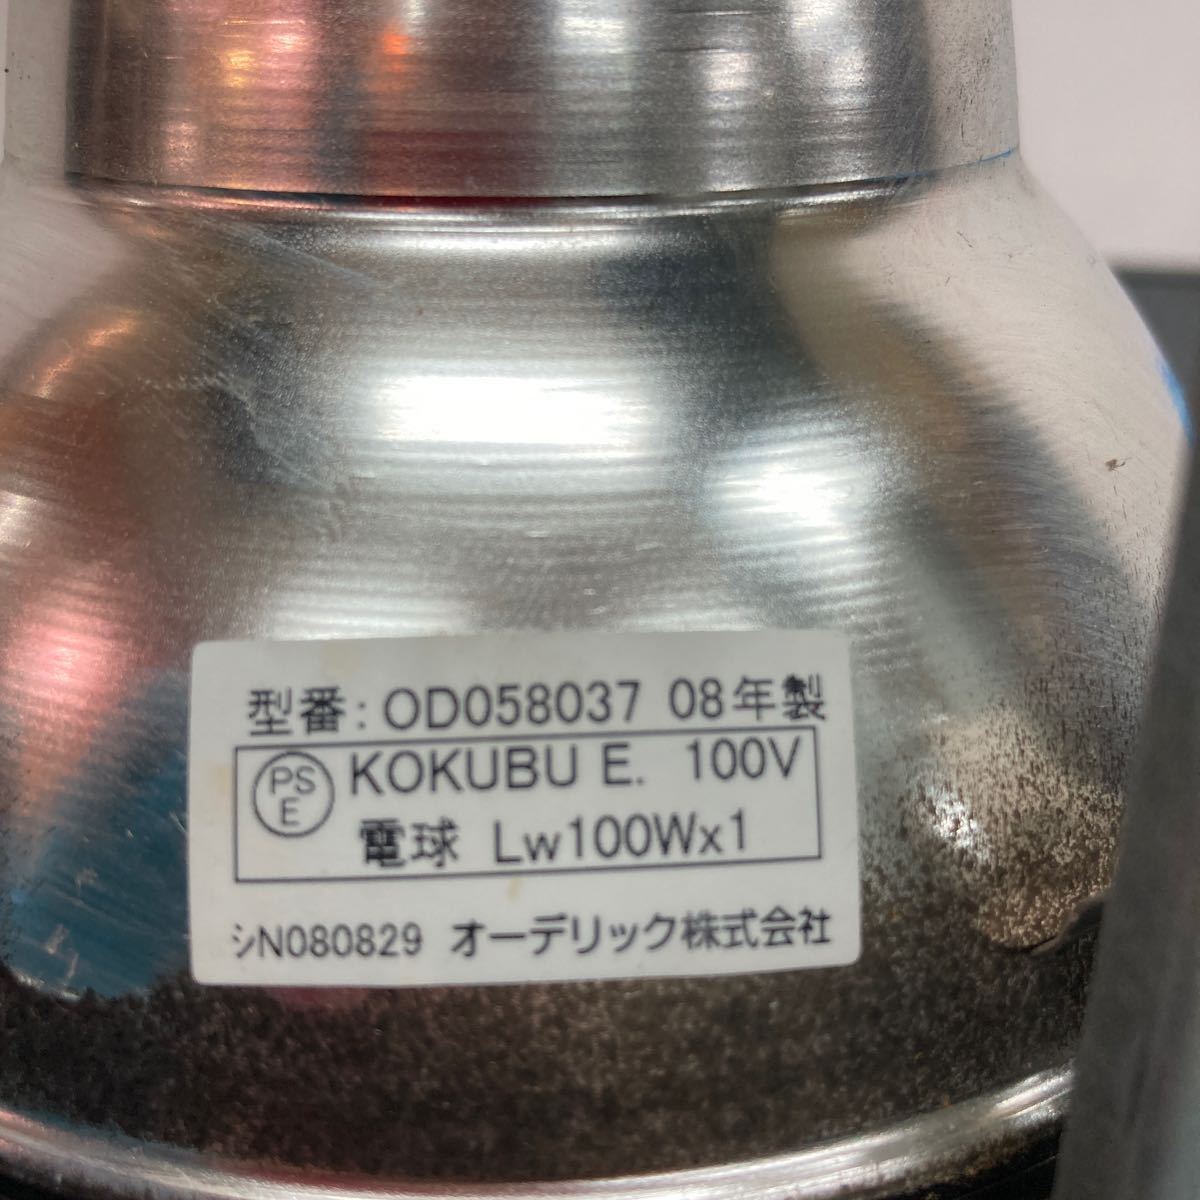 型番: OD058037 08年製
PS E KOKUBU E. 100V
電球 Lw100Wx1
シN080829 オーデリック株式会社